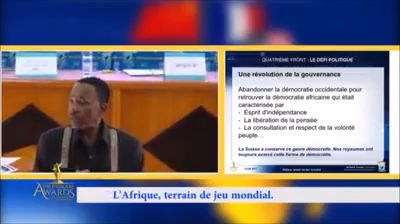 QUATRIÈME FRONT : LE DÉFI POLITIQUE
Une révolution de la gouvernance
Abandonner la démocratie occidentale pour
retrouver la démocratie africaine qui était
caractérisée par
- Esprit d'indépendance
- La libération de la pensée
- La consultation et respect de la volonté
peuple…
La Suisse a conservé ce genre démocratie. Nos royaumes ont
toujours exercé cette forme de démocratie.
AWARDS
L'Afrique, terrain de jeu mondial.